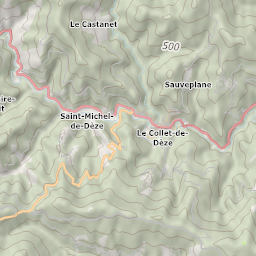 Le Castanet
500
Sauveplane
Saint-Michel-
de-Dèze
Le Collet-de-
Dèze